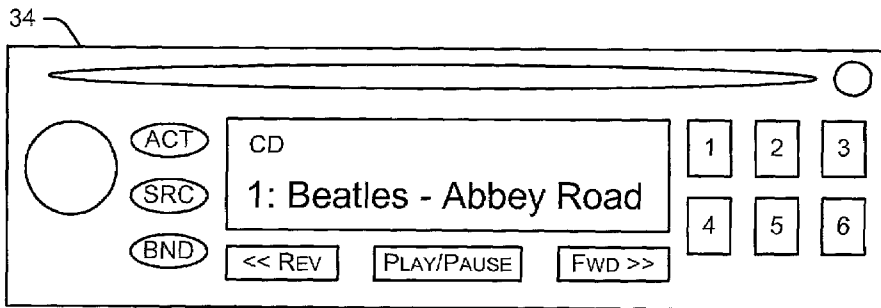 34
ACT
CD
1
2
3
SRC
1: Beatles - Abbey Road
4
5
6
BND
<< REV
PLAY/PAUSE
FWD >>